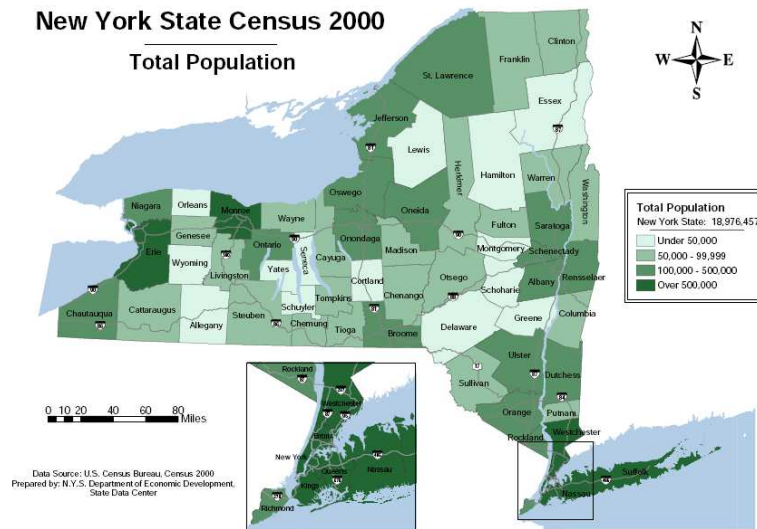 New York State Census 2000
Total Population
N
W E
S
Clinton
Franklin
St. Lawrence
Essex
Jefferson
Lewis
Hamilton
Herkimer
Warren
Washington
Oswego
Oneida
Niagara
Orleans
Monroe
Wayne
Fulton
Saratoga
Genesee
Ontario
Onondaga
Madison
Montgomery
Schenectady
Erie
Wyoming
Livingston
Seneca
Cayuga
Yates
Cortland
Otsego
Rensselaer
Albany
Schoharie
Chenango
Tompkins
Schuyler
Chautauqua
Cattaraugus
Allegany
Steuben
Chemung
Tioga
Broome
Delaware
Greene
Columbia
Ulster
Dutchess
Sullivan
Orange
Putnam
Rockland
Westchester
Suffolk
Nassau
Total Population
New York State: 18,976,457
Under 50,000
50,000 - 99,999
100,000 - 500,000
Over 500,000
Rockland
Westchester
Bronx
New York
Queens
Nassau
Kings
Richmond
0 10 20 40 60 80
Miles
Data Source: U.S. Census Bureau, Census 2000
Prepared by: N.Y.S. Department of Economic Development,
State Data Center